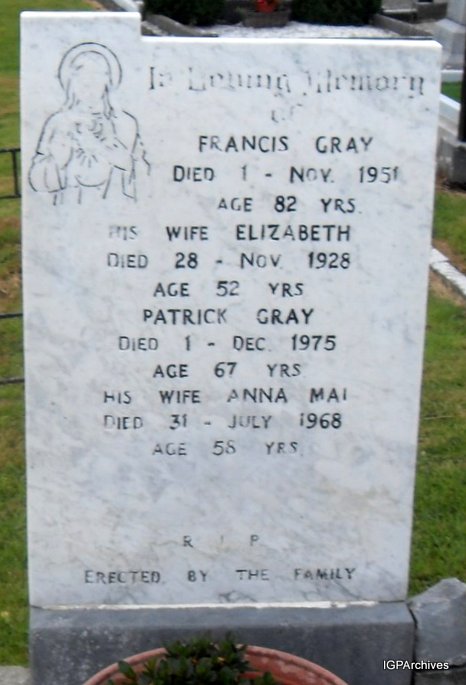 In Loving Memory
of
FRANCIS GRAY
DIED 1 - NOV. 1951
AGE 82 YRS.
HIS WIFE ELIZABETH
DIED 28 - NOV. 1928
AGE 52 YRS
PATRICK GRAY
DIED 1 - DEC. 1975
AGE 67 YRS
HIS WIFE ANNA MAI
DIED 31 - JULY 1968
AGE 58 YRS.
R. I. P.
ERECTED BY THE FAMILY
IGPArchives